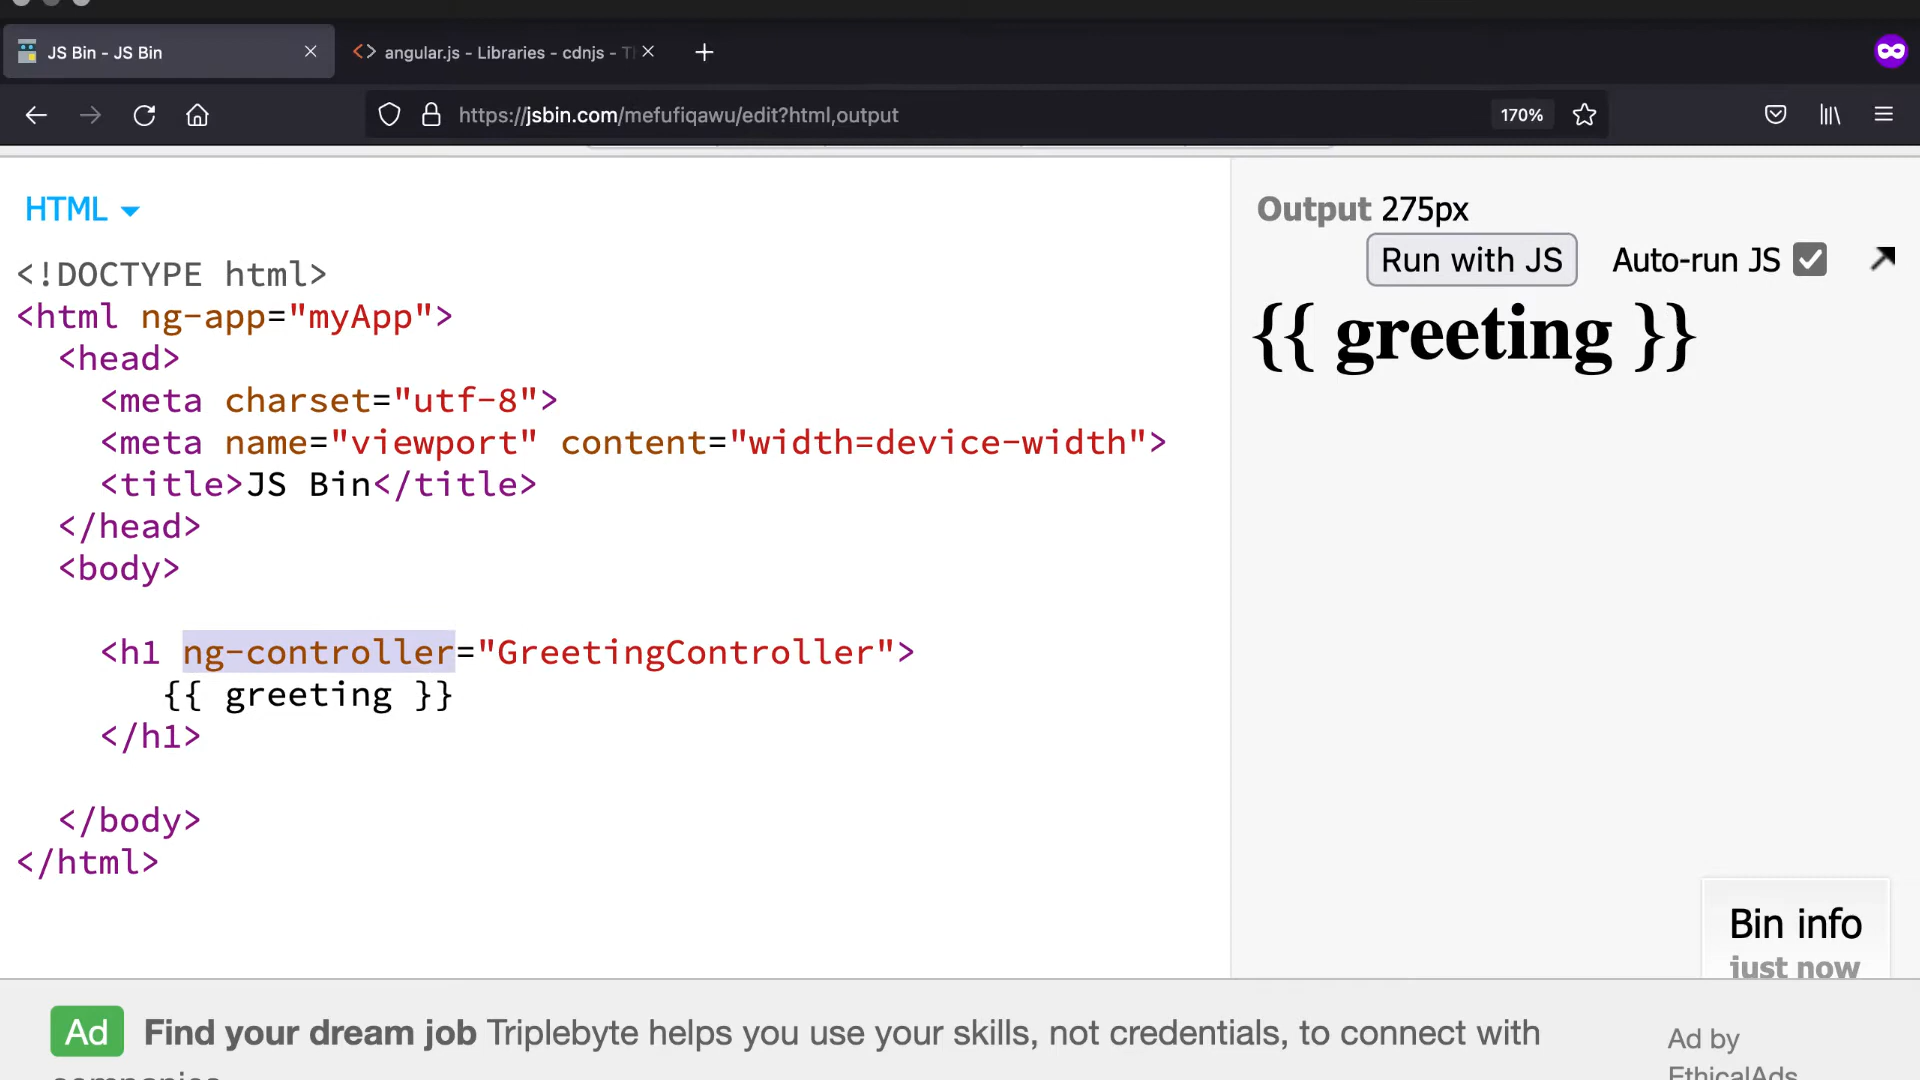 JS Bin - JS Bin
angular.js - Libraries - cdnjs - T
https://jsbin.com/mefufiqawu/edit?html,output
170%
HTML
<!DOCTYPE html>
<html ng-app="myApp">
<head>
<meta charset="utf-8">
<meta name="viewport" content="width=device-width">
<title>JS Bin</title>
</head>
<body>
<h1 ng-controller="GreetingController">
{{ greeting }}
</h1>
</body>
</html>
Output 275px
Run with JS Auto-run JS
{{ greeting }}
Bin info
just now
Ad Find your dream job Triplebyte helps you use your skills, not credentials, to connect with
Ad by
EthicalAds